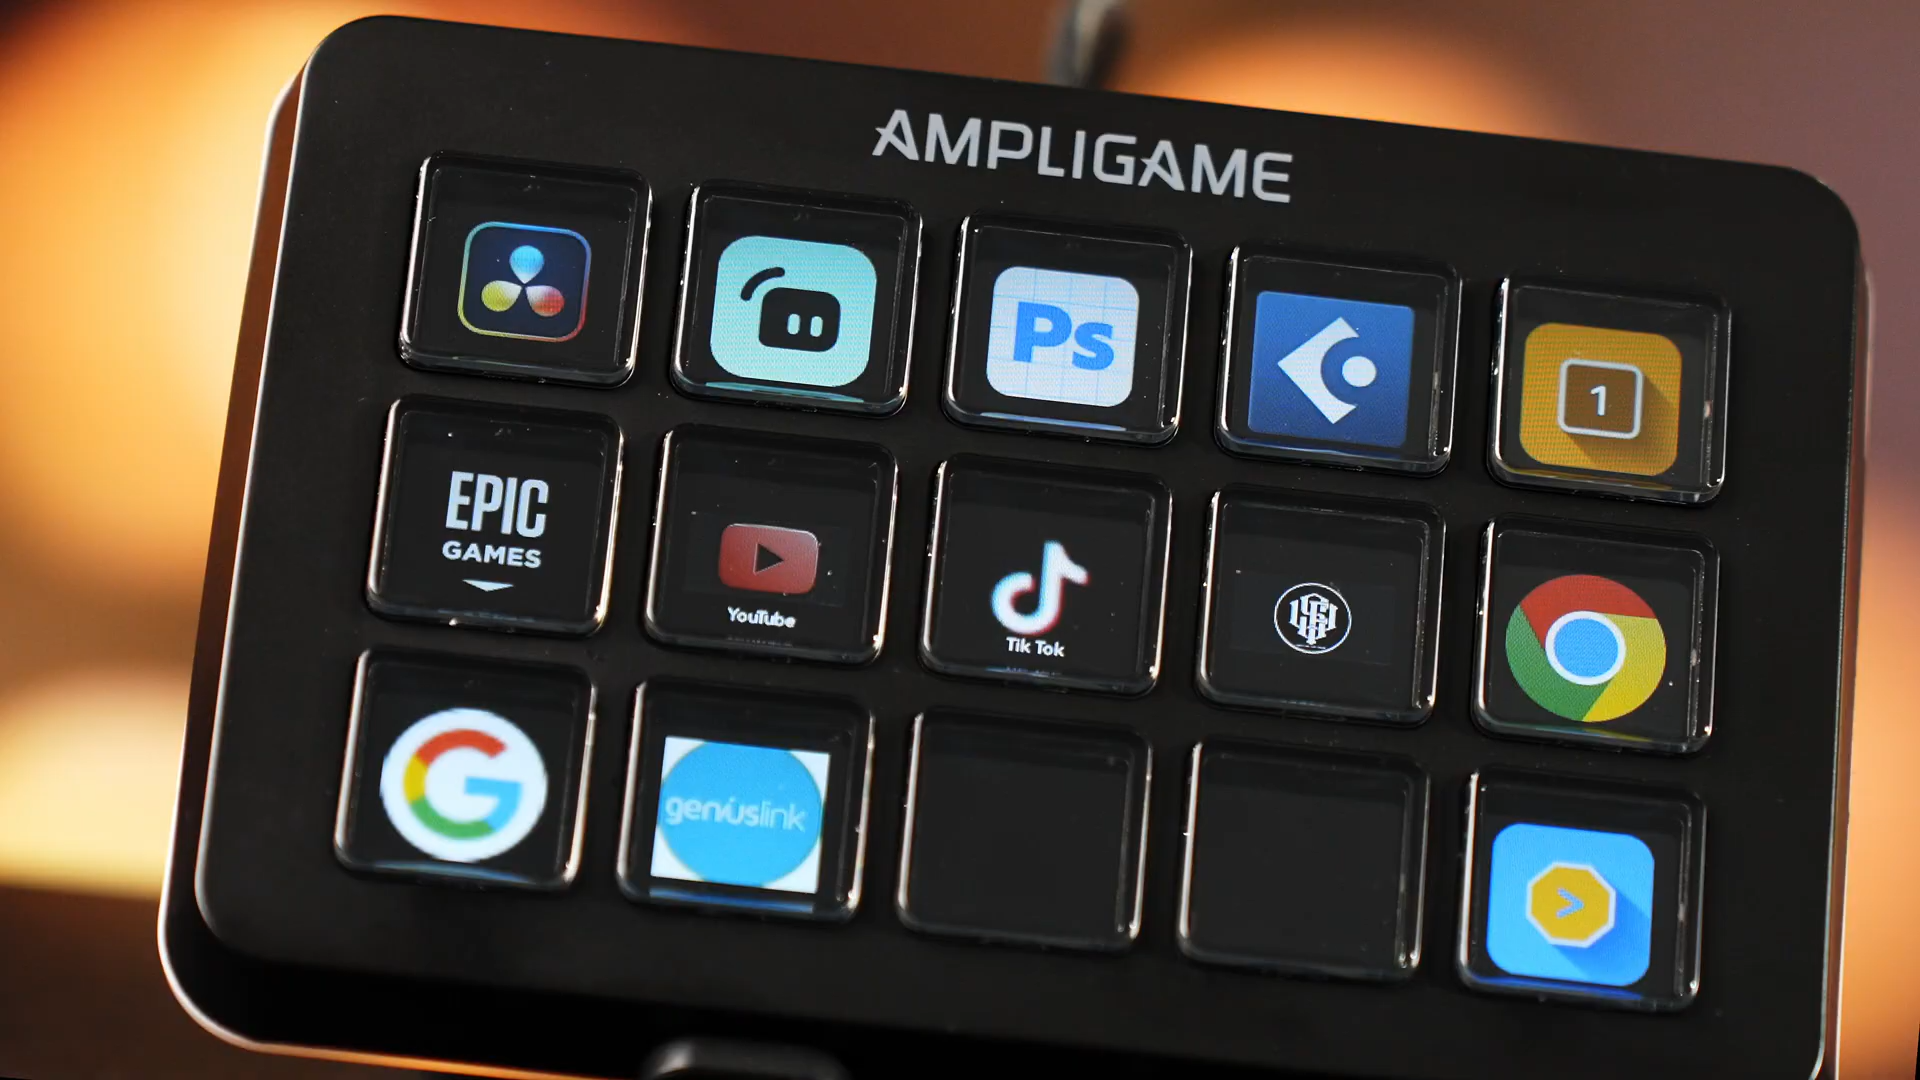 AMPLIGAME
Ps
1
EPIC
GAMES
YouTube
Tik Tok
G
geniuslink
>